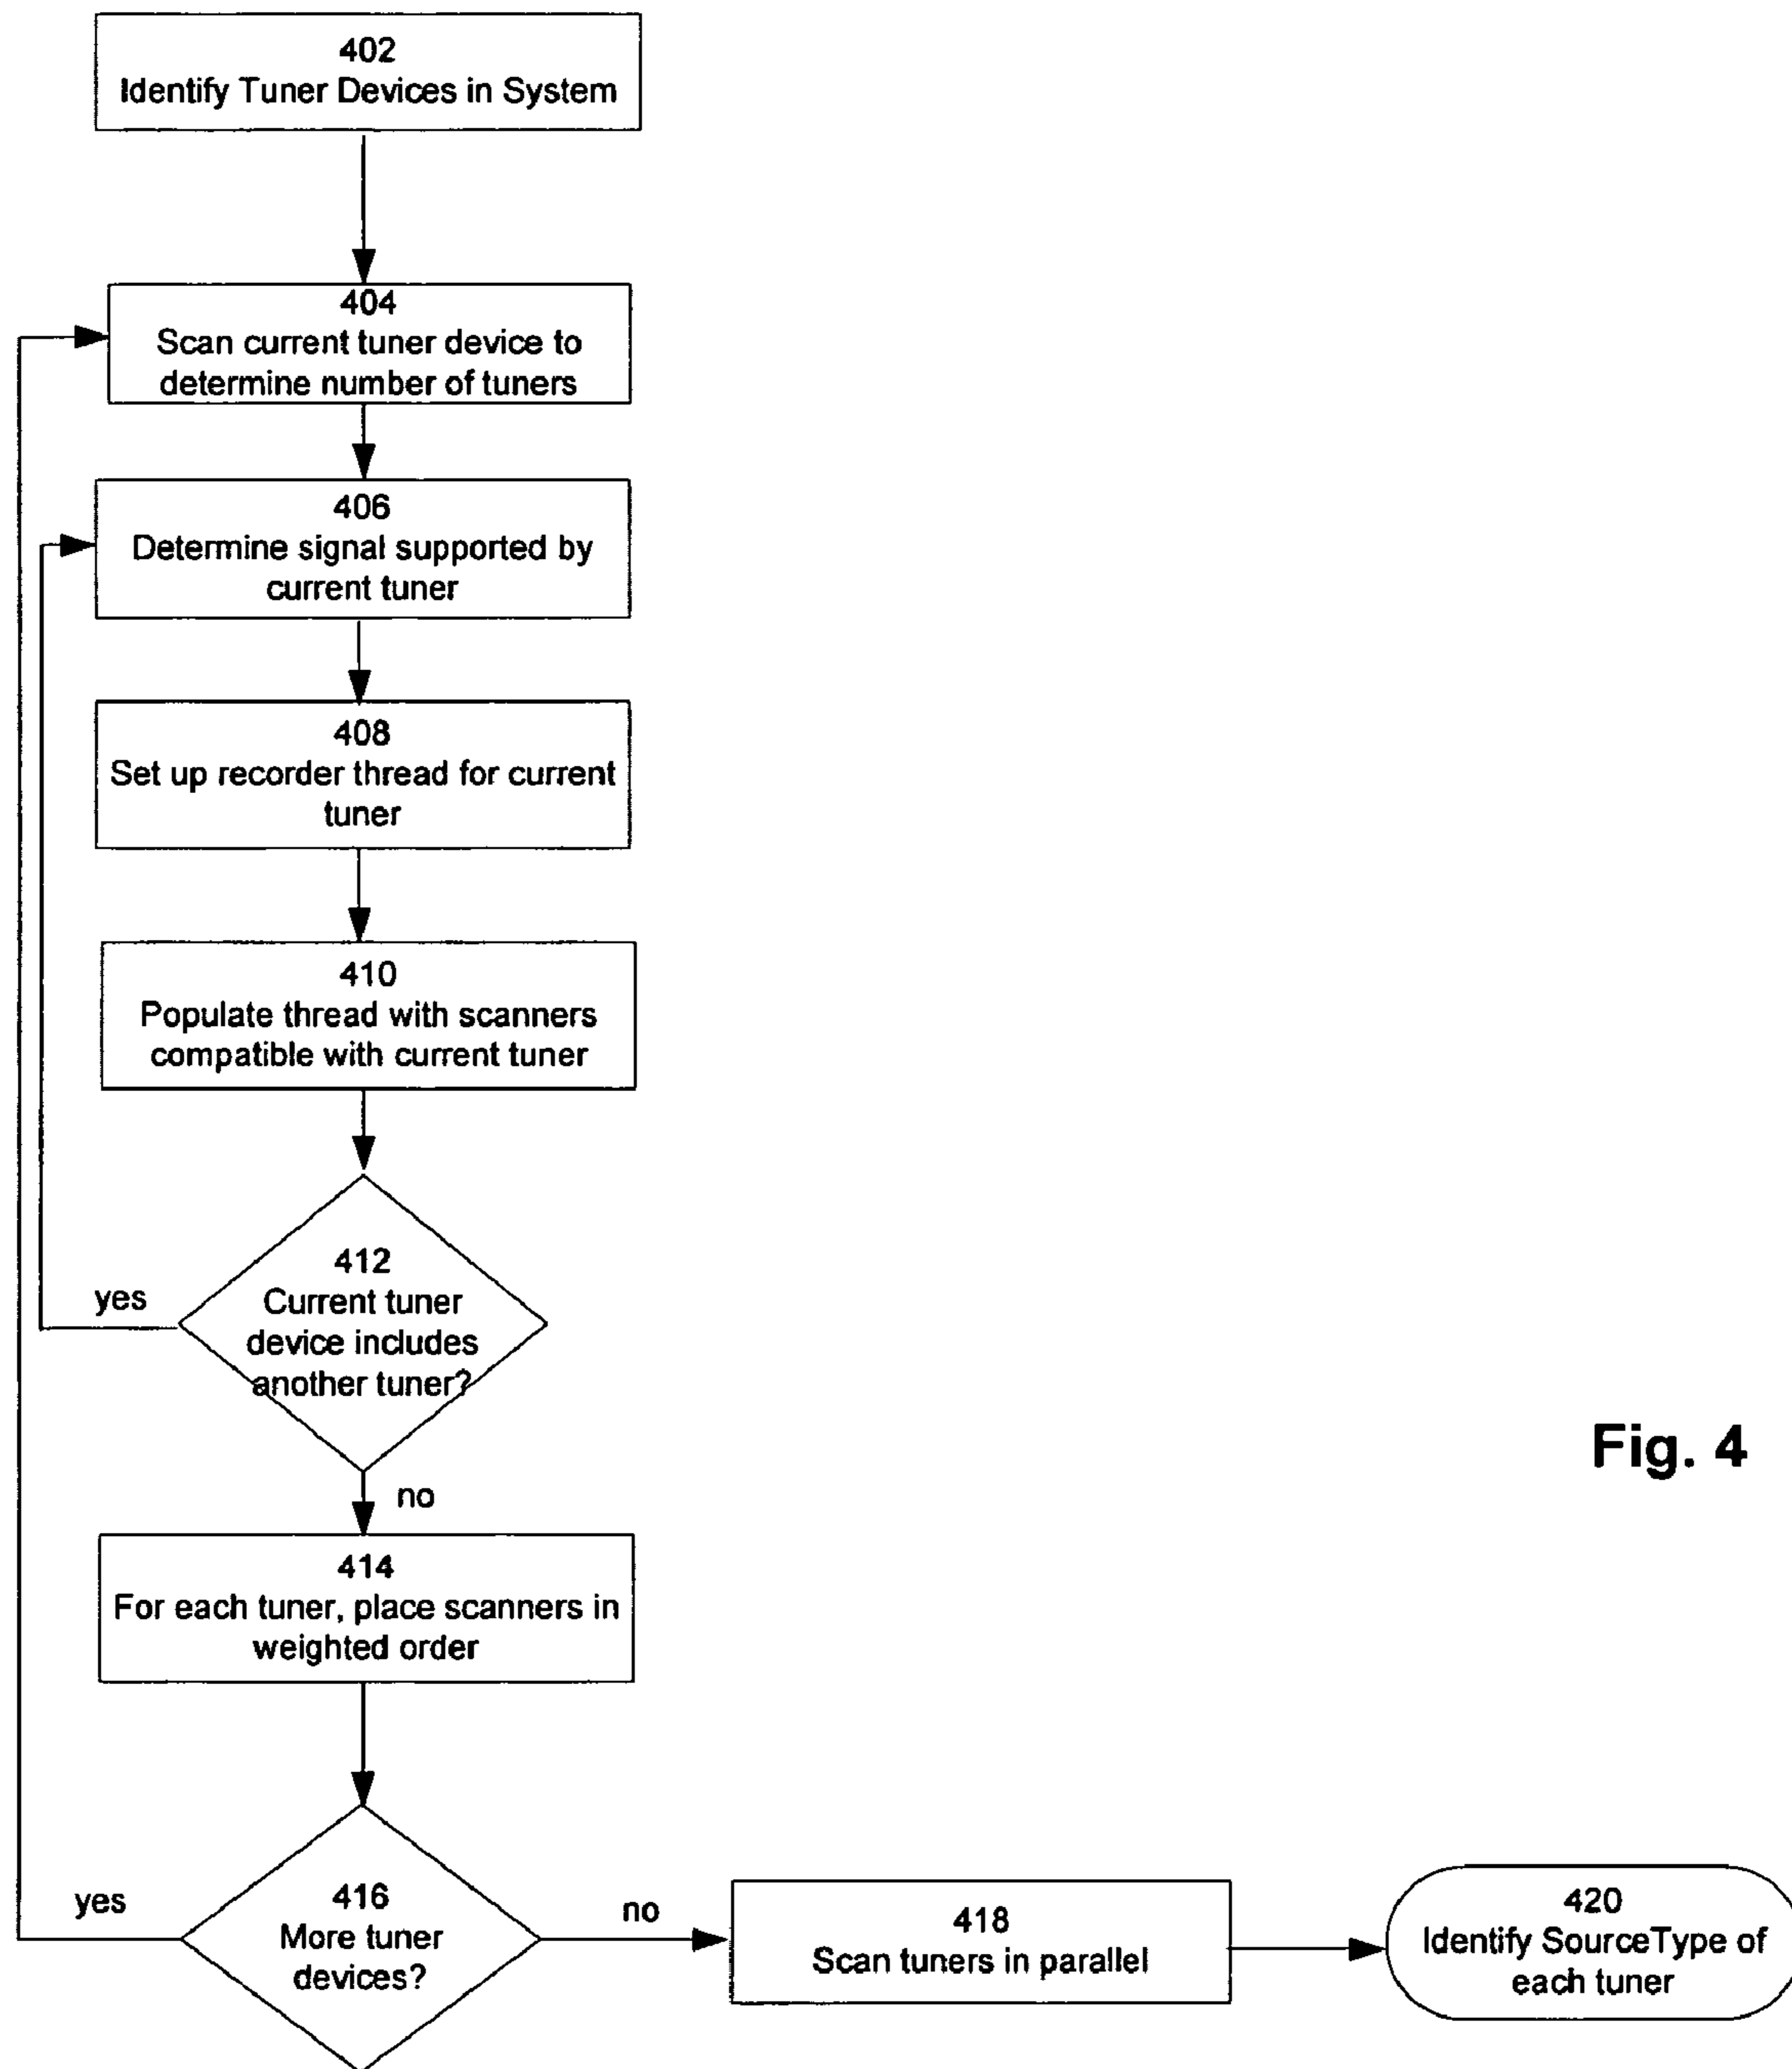 402
Identify Tuner Devices in System
404
Scan current tuner device to
determine number of tuners
406
Determine signal supported by
current tuner
408
Set up recorder thread for current
tuner
410
Populate thread with scanners
compatible with current tuner
412
Current tuner
device includes
another tuner?
yes
no
Fig. 4
414
For each tuner, place scanners in
weighted order
416
More tuner
devices?
yes
no
418
Scan tuners in parallel
420
Identify SourceType of
each tuner